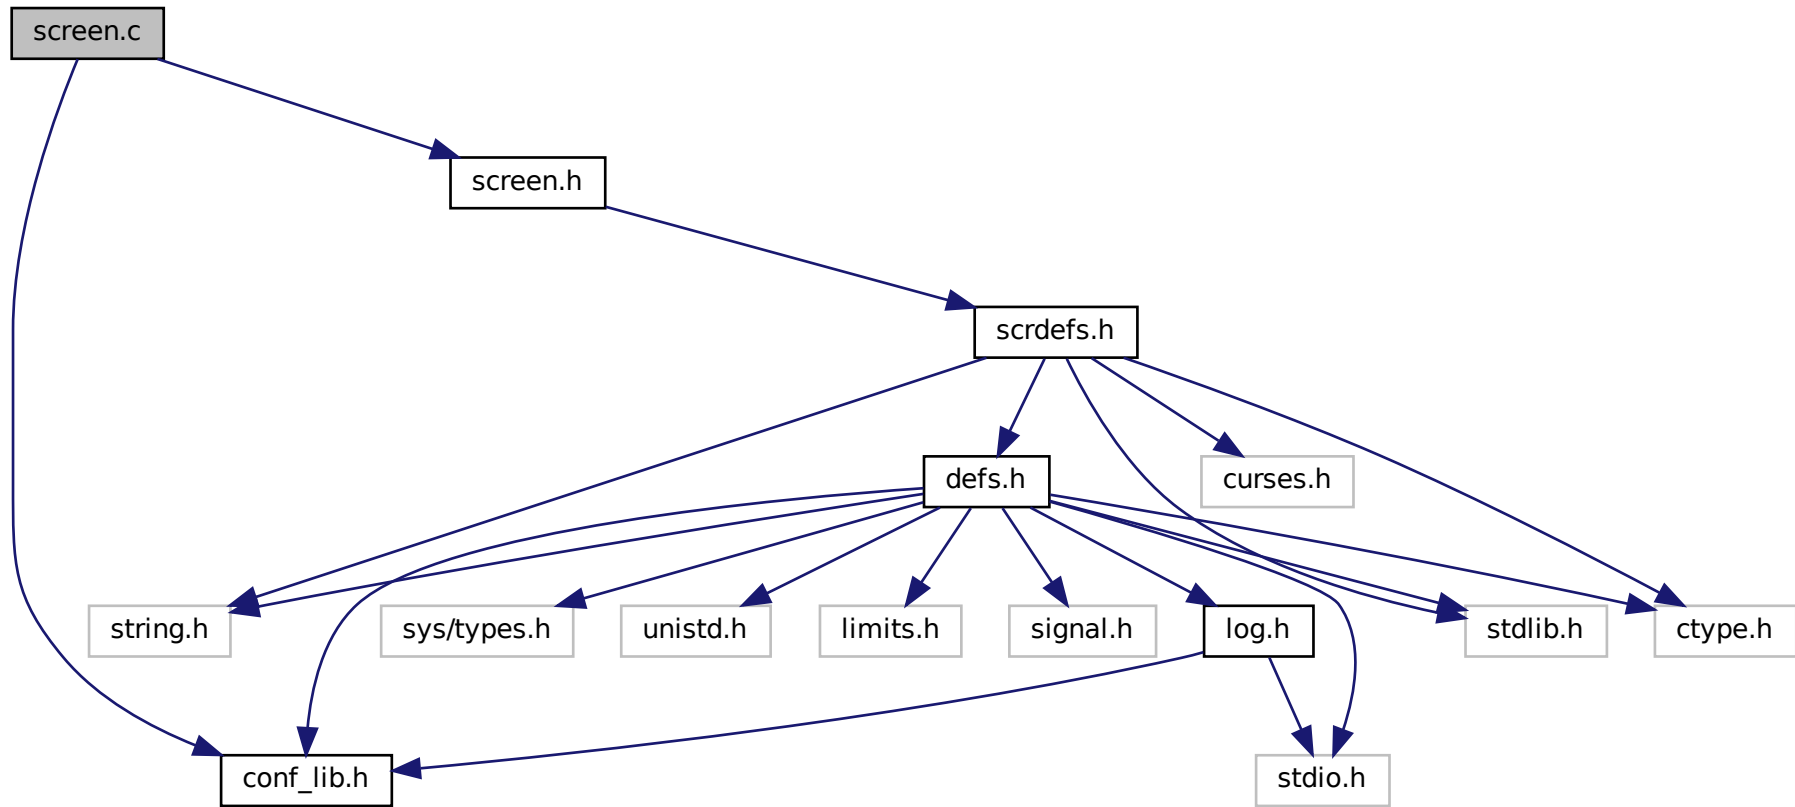 screen.c
screen.h
scrdefs.h
defs.h
curses.h
string.h
sys/types.h
unistd.h
limits.h
signal.h
log.h
stdlib.h
ctype.h
conf_lib.h
stdio.h